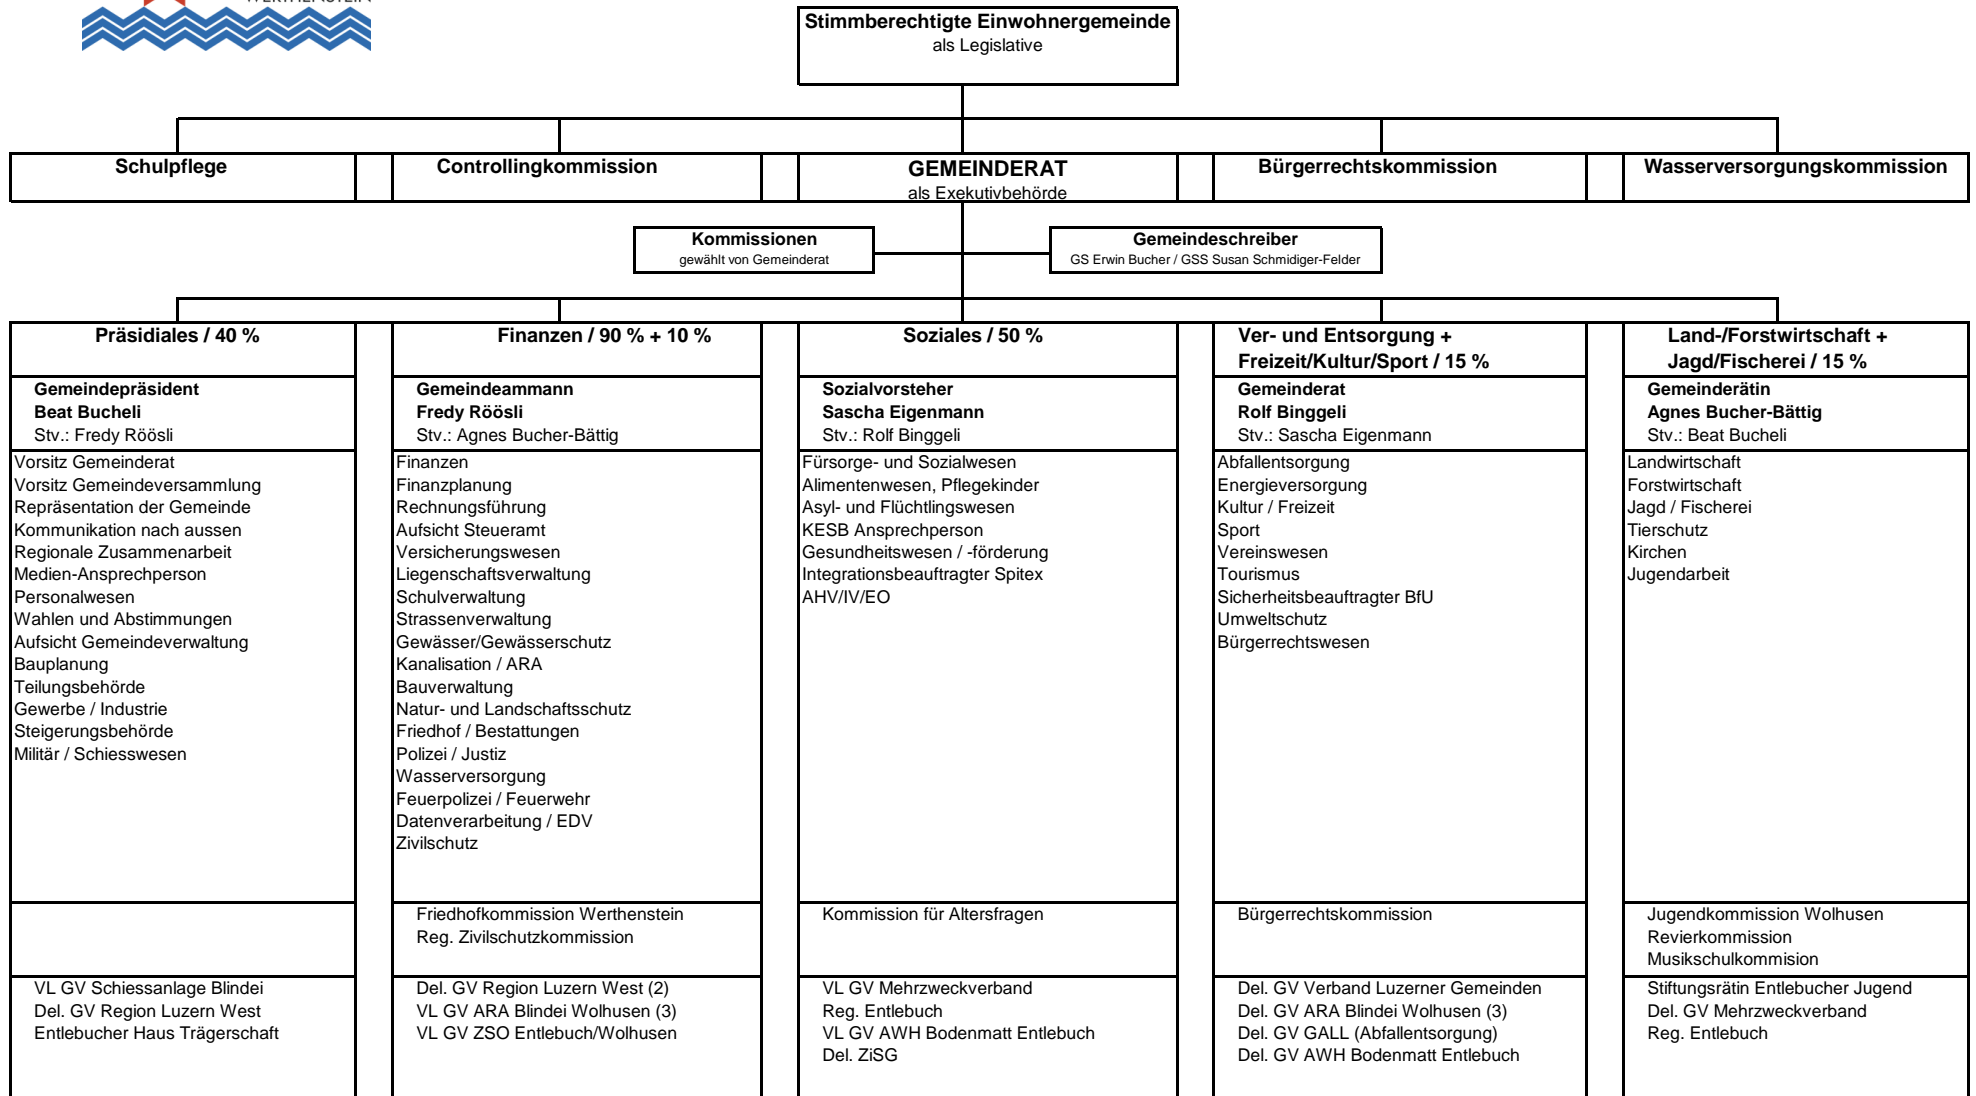 WERTHENSTEIN
Stimmberechtigte Einwohnergemeinde
als Legislative
Schulpflege
Controllingkommission
GEMEINDERAT
als Exekutivbehörde
Bürgerrechtskommission
Wasserversorgungskommission
Kommissionen
gewählt von Gemeinderat
Gemeindeschreiber
GS Erwin Bucher / GSS Susan Schmidiger-Felder
Präsidiales / 40 %
Gemeindepräsident
Beat Bucheli
Stv.: Fredy Röösli
Vorsitz Gemeinderat
Vorsitz Gemeindeversammlung
Repräsentation der Gemeinde
Kommunikation nach aussen
Regionale Zusammenarbeit
Medien-Ansprechperson
Personalwesen
Wahlen und Abstimmungen
Aufsicht Gemeindeverwaltung
Bauplanung
Teilungsbehörde
Gewerbe / Industrie
Steigerungsbehörde
Militär / Schiesswesen
VL GV Schiessanlage Blindei
Del. GV Region Luzern West
Entlebucher Haus Trägerschaft
Finanzen / 90 % + 10 %
Gemeindeammann
Fredy Röösli
Stv.: Agnes Bucher-Bättig
Finanzen
Finanzplanung
Rechnungsführung
Aufsicht Steueramt
Versicherungswesen
Liegenschaftsverwaltung
Schulverwaltung
Strassenverwaltung
Gewässer/Gewässerschutz
Kanalisation / ARA
Bauverwaltung
Natur- und Landschaftsschutz
Friedhof / Bestattungen
Polizei / Justiz
Wasserversorgung
Feuerpolizei / Feuerwehr
Datenverarbeitung / EDV
Zivilschutz
Friedhofkommission Werthenstein
Reg. Zivilschutzkommission
Del. GV Region Luzern West (2)
VL GV ARA Blindei Wolhusen (3)
VL GV ZSO Entlebuch/Wolhusen
Soziales / 50 %
Sozialvorsteher
Sascha Eigenmann
Stv.: Rolf Binggeli
Fürsorge- und Sozialwesen
Alimentenwesen, Pflegekinder
Asyl- und Flüchtlingswesen
KESB Ansprechperson
Gesundheitswesen / -förderung
Integrationsbeauftragter Spitex
AHV/IV/EO
Kommission für Altersfragen
VL GV Mehrzweckverband
Reg. Entlebuch
VL GV AWH Bodenmatt Entlebuch
Del. ZiSG
Ver- und Entsorgung +
Freizeit/Kultur/Sport / 15 %
Gemeinderat
Rolf Binggeli
Stv.: Sascha Eigenmann
Abfallentsorgung
Energieversorgung
Kultur / Freizeit
Sport
Vereinswesen
Tourismus
Sicherheitsbeauftragter BfU
Umweltschutz
Bürgerrechtswesen
Bürgerrechtskommission
Del. GV Verband Luzerner Gemeinden
Del. GV ARA Blindei Wolhusen (3)
Del. GV GALL (Abfallentsorgung)
Del. GV AWH Bodenmatt Entlebuch
Land-/Forstwirtschaft +
Jagd/Fischerei / 15 %
Gemeinderätin
Agnes Bucher-Bättig
Stv.: Beat Bucheli
Landwirtschaft
Forstwirtschaft
Jagd / Fischerei
Tierschutz
Kirchen
Jugendarbeit
Jugendkommission Wolhusen
Revierkommission
Musikschulkommision
Stiftungsrätin Entlebucher Jugend
Del. GV Mehrzweckverband
Reg. Entlebuch